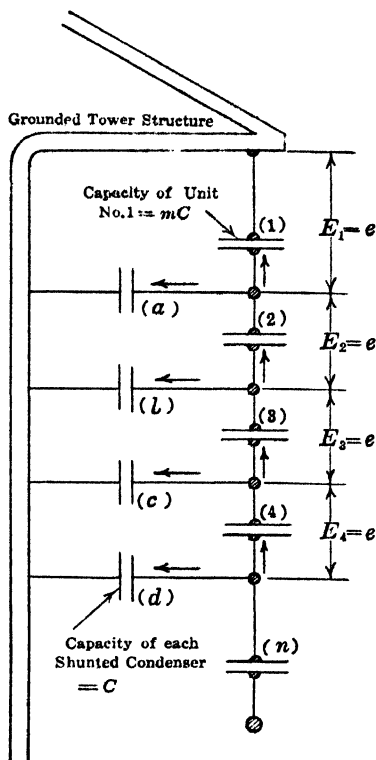 Grounded Tower Structure
Capacity of Unit
No.1 = mC
(1)
E₁ = e
(a)
(2)
E₂ = e
(l)
(3)
E₃ = e
(c)
(4)
E₄ = e
(d)
Capacity of each
Shunted Condenser
= C
(n)